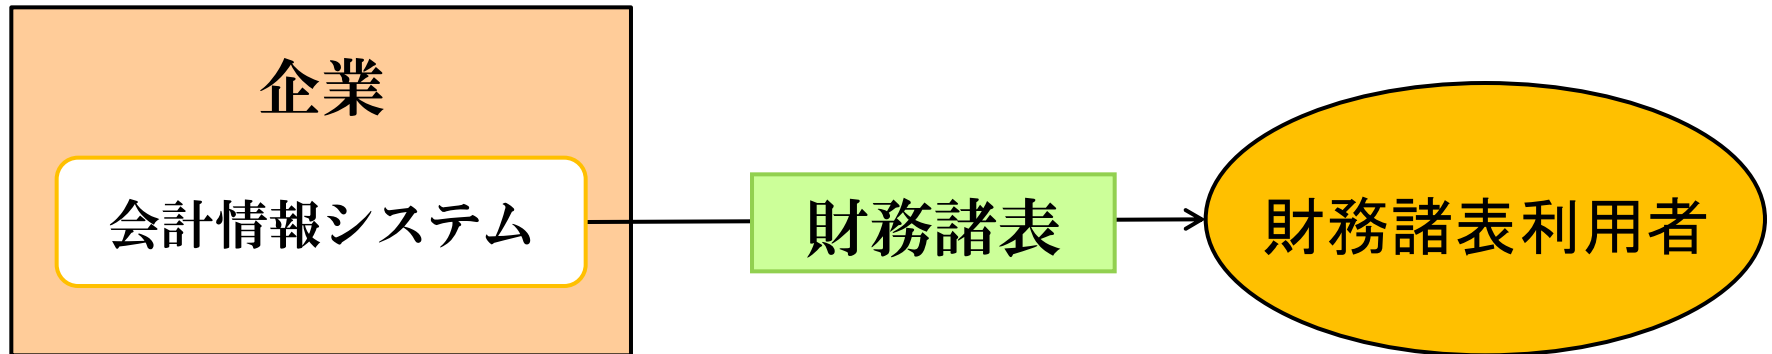 企業
会計情報システム
財務諸表
財務諸表利用者